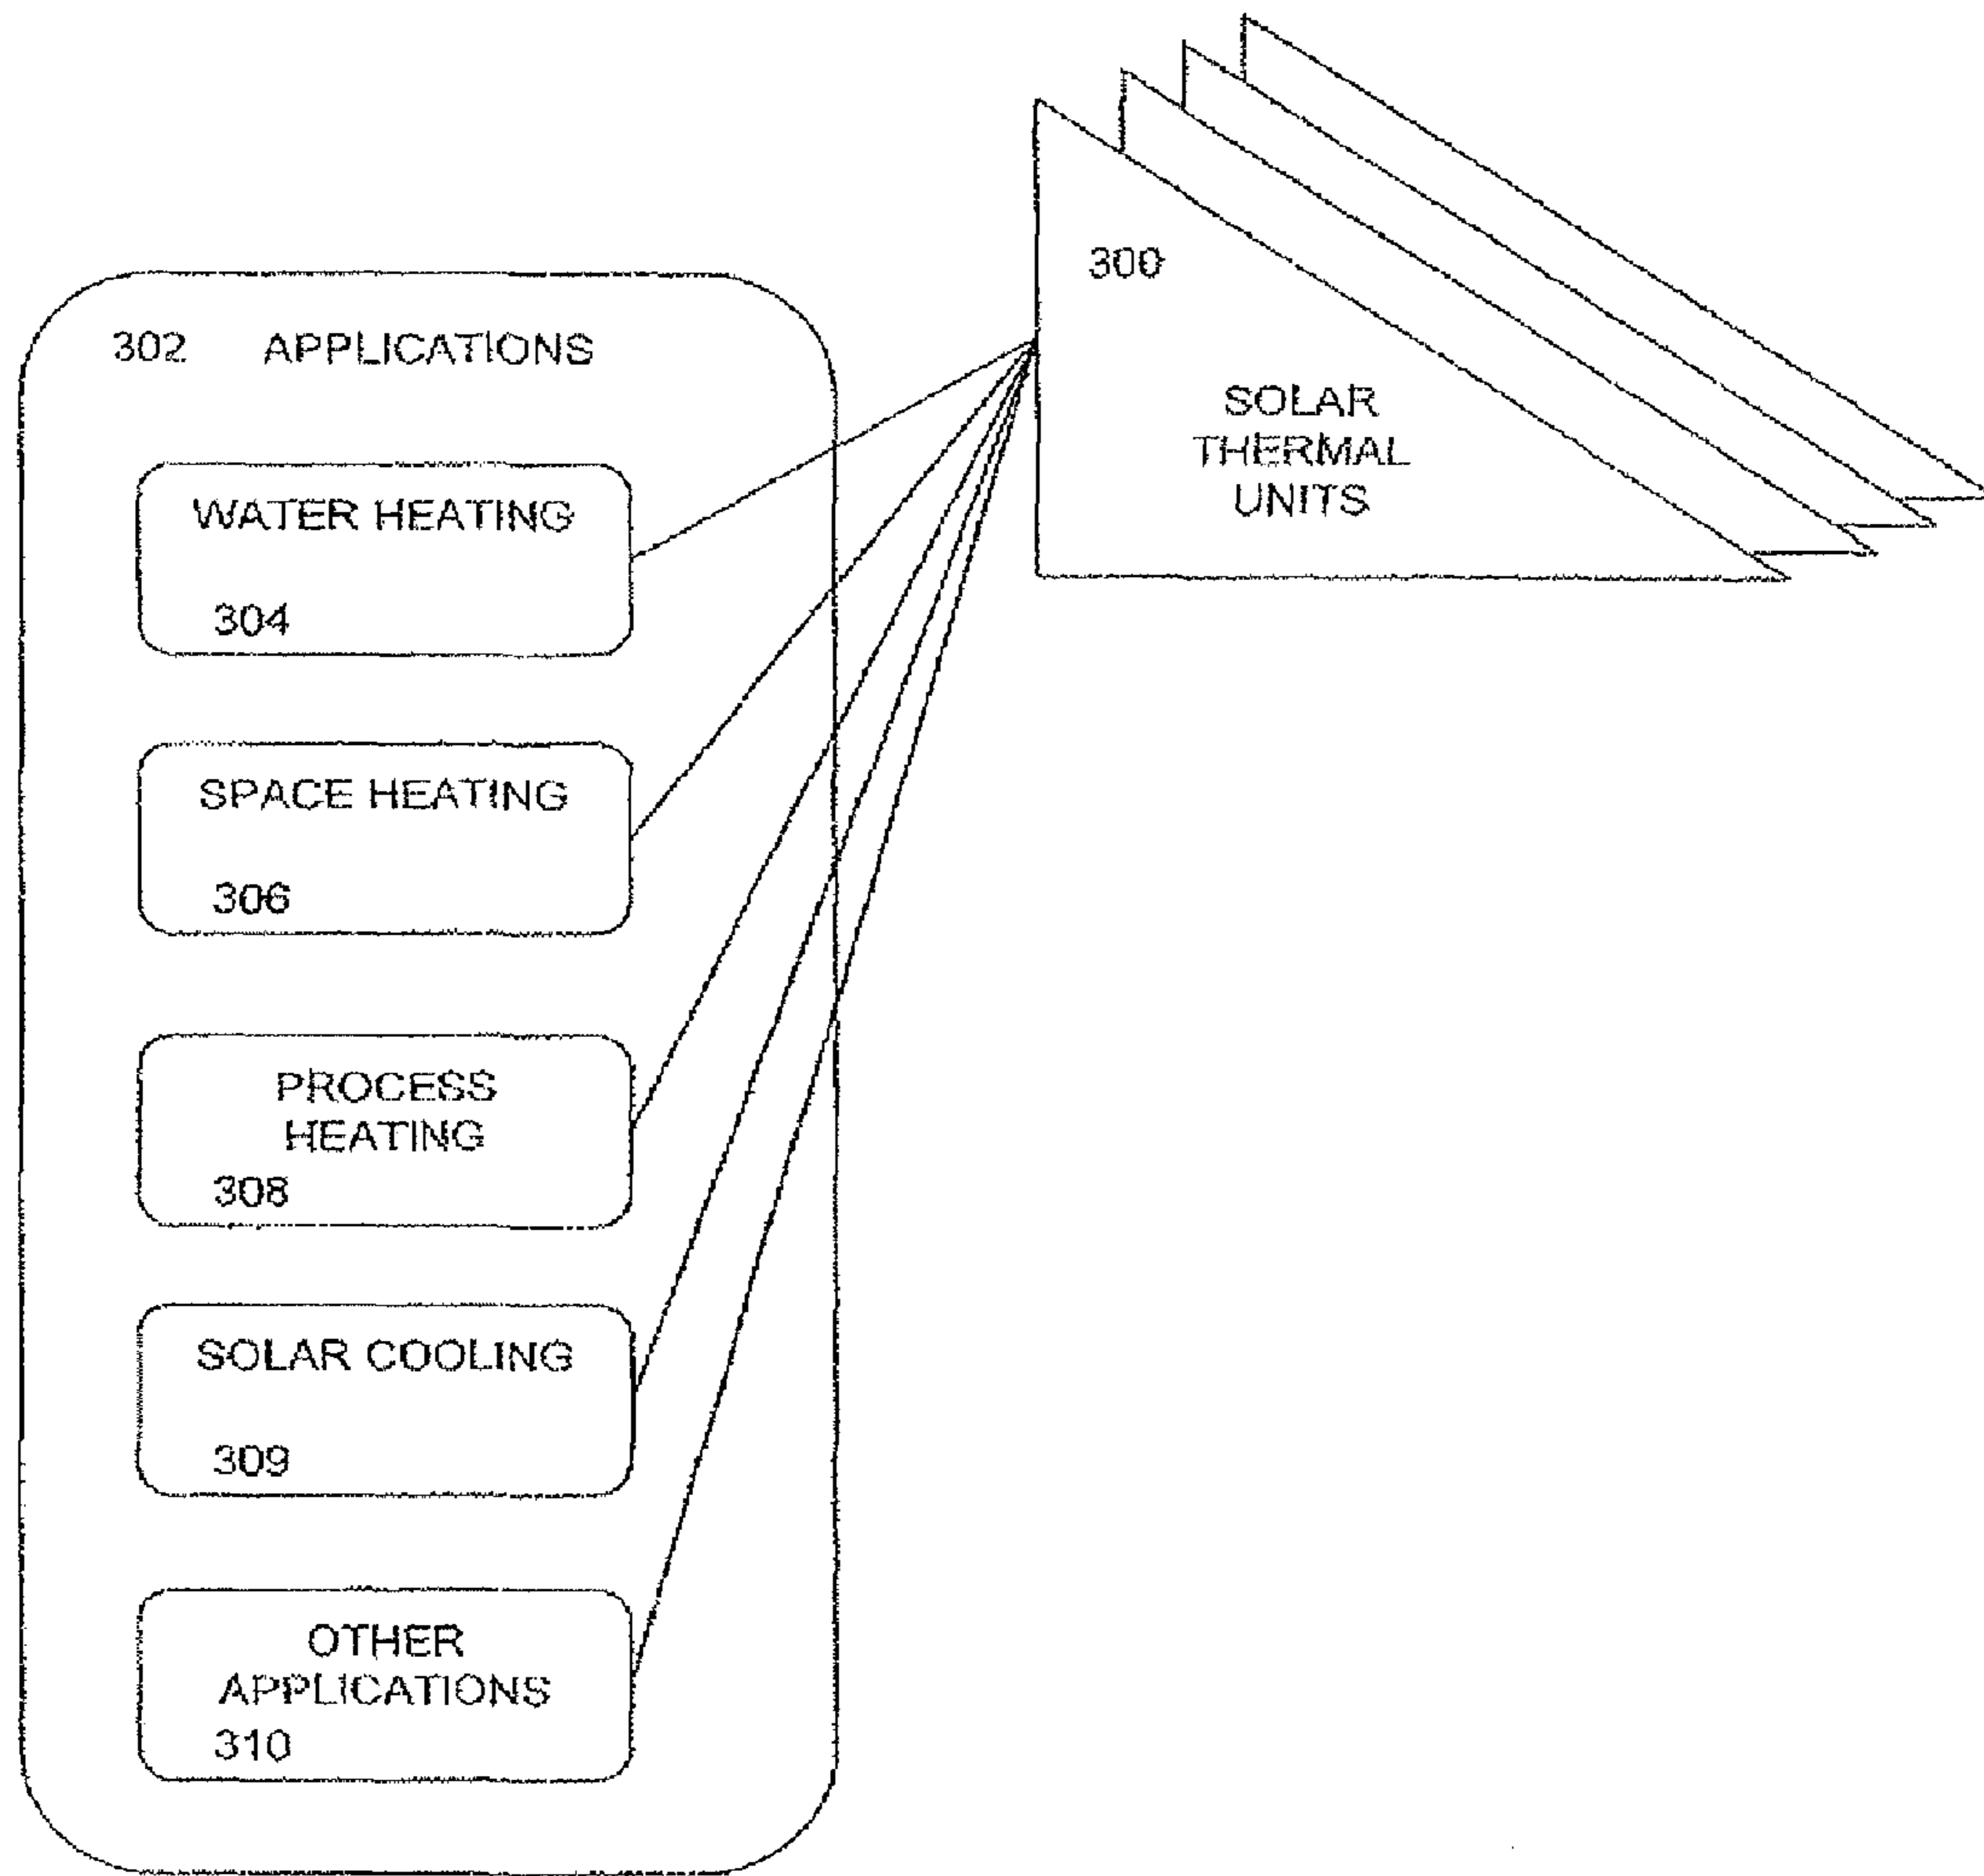 300
SOLAR
THERMAL
UNITS
302 APPLICATIONS
WATER HEATING
304
SPACE HEATING
306
PROCESS
HEATING
308
SOLAR COOLING
309
OTHER
APPLICATIONS
310